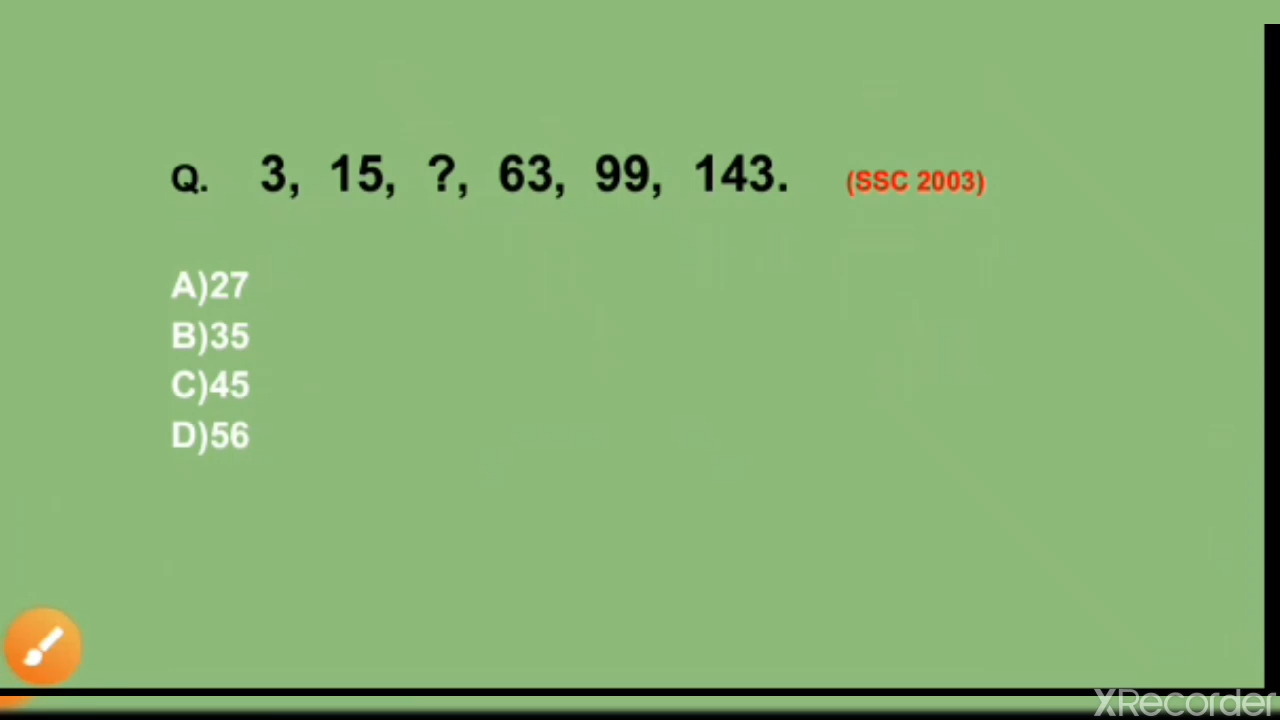 Q. 3, 15, ?, 63, 99, 143. (SSC 2003)
A)27
B)35
C)45
D)56
XRecorder